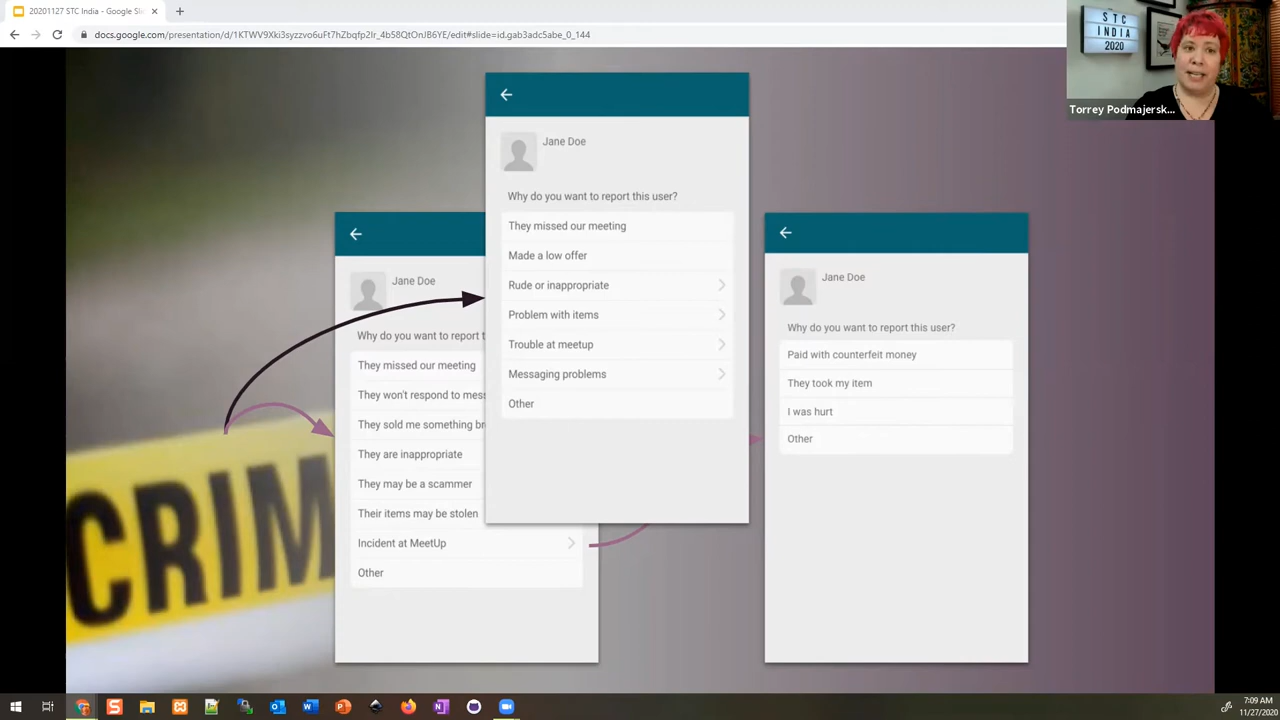 20201127 STC India - Google Sli
docs.google.com/presentation/d/1KTWV9Xki3syzzvo6uFt7hZbqfp2Ir_4b58QtOnJB6YE/edit#slide=id.gab3adc5abe_0_144
STC
INDIA
2020
Torrey Podmajersk...
Jane Doe
Why do you want to report this user?
They missed our meeting
Made a low offer
Rude or inappropriate
Problem with items
Trouble at meetup
Messaging problems
Other
Jane Doe
Why do you want to report t
They missed our meeting
They won't respond to mes
They sold me something br
They are inappropriate
They may be a scammer
Their items may be stolen
Incident at MeetUp
Other
Jane Doe
Why do you want to report this user?
Paid with counterfeit money
They took my item
I was hurt
Other
CRIM
7:09 AM
11/27/2020